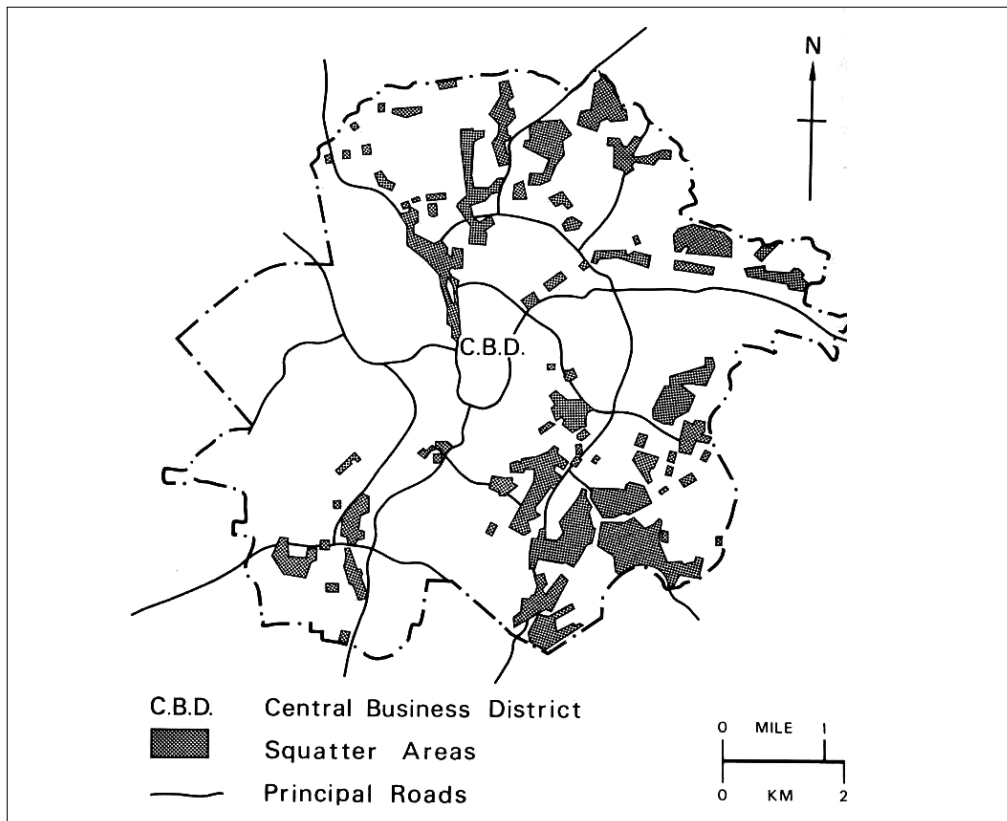 N
C.B.D.
C.B.D. Central Business District
Squatter Areas
Principal Roads
0 MILE 1
0 KM 2